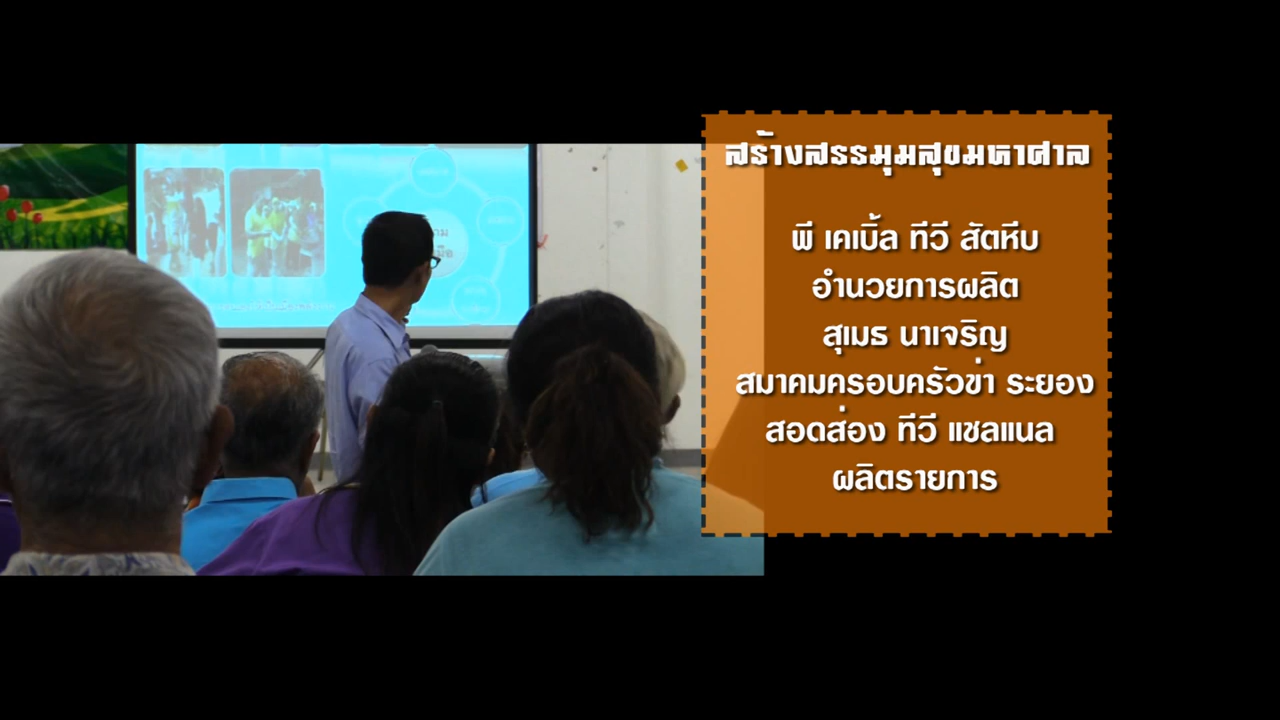 สร้างสรรมุมสุขมหาศาล
พี เคเบิ้ล ทีวี สัตหีบ
อำนวยการผลิต
สุเมธ นาเจริญ
สมาคมครอบครัวข่า ระยอง
สอดส่อง ทีวี แชลแนล
ผลิตรายการ